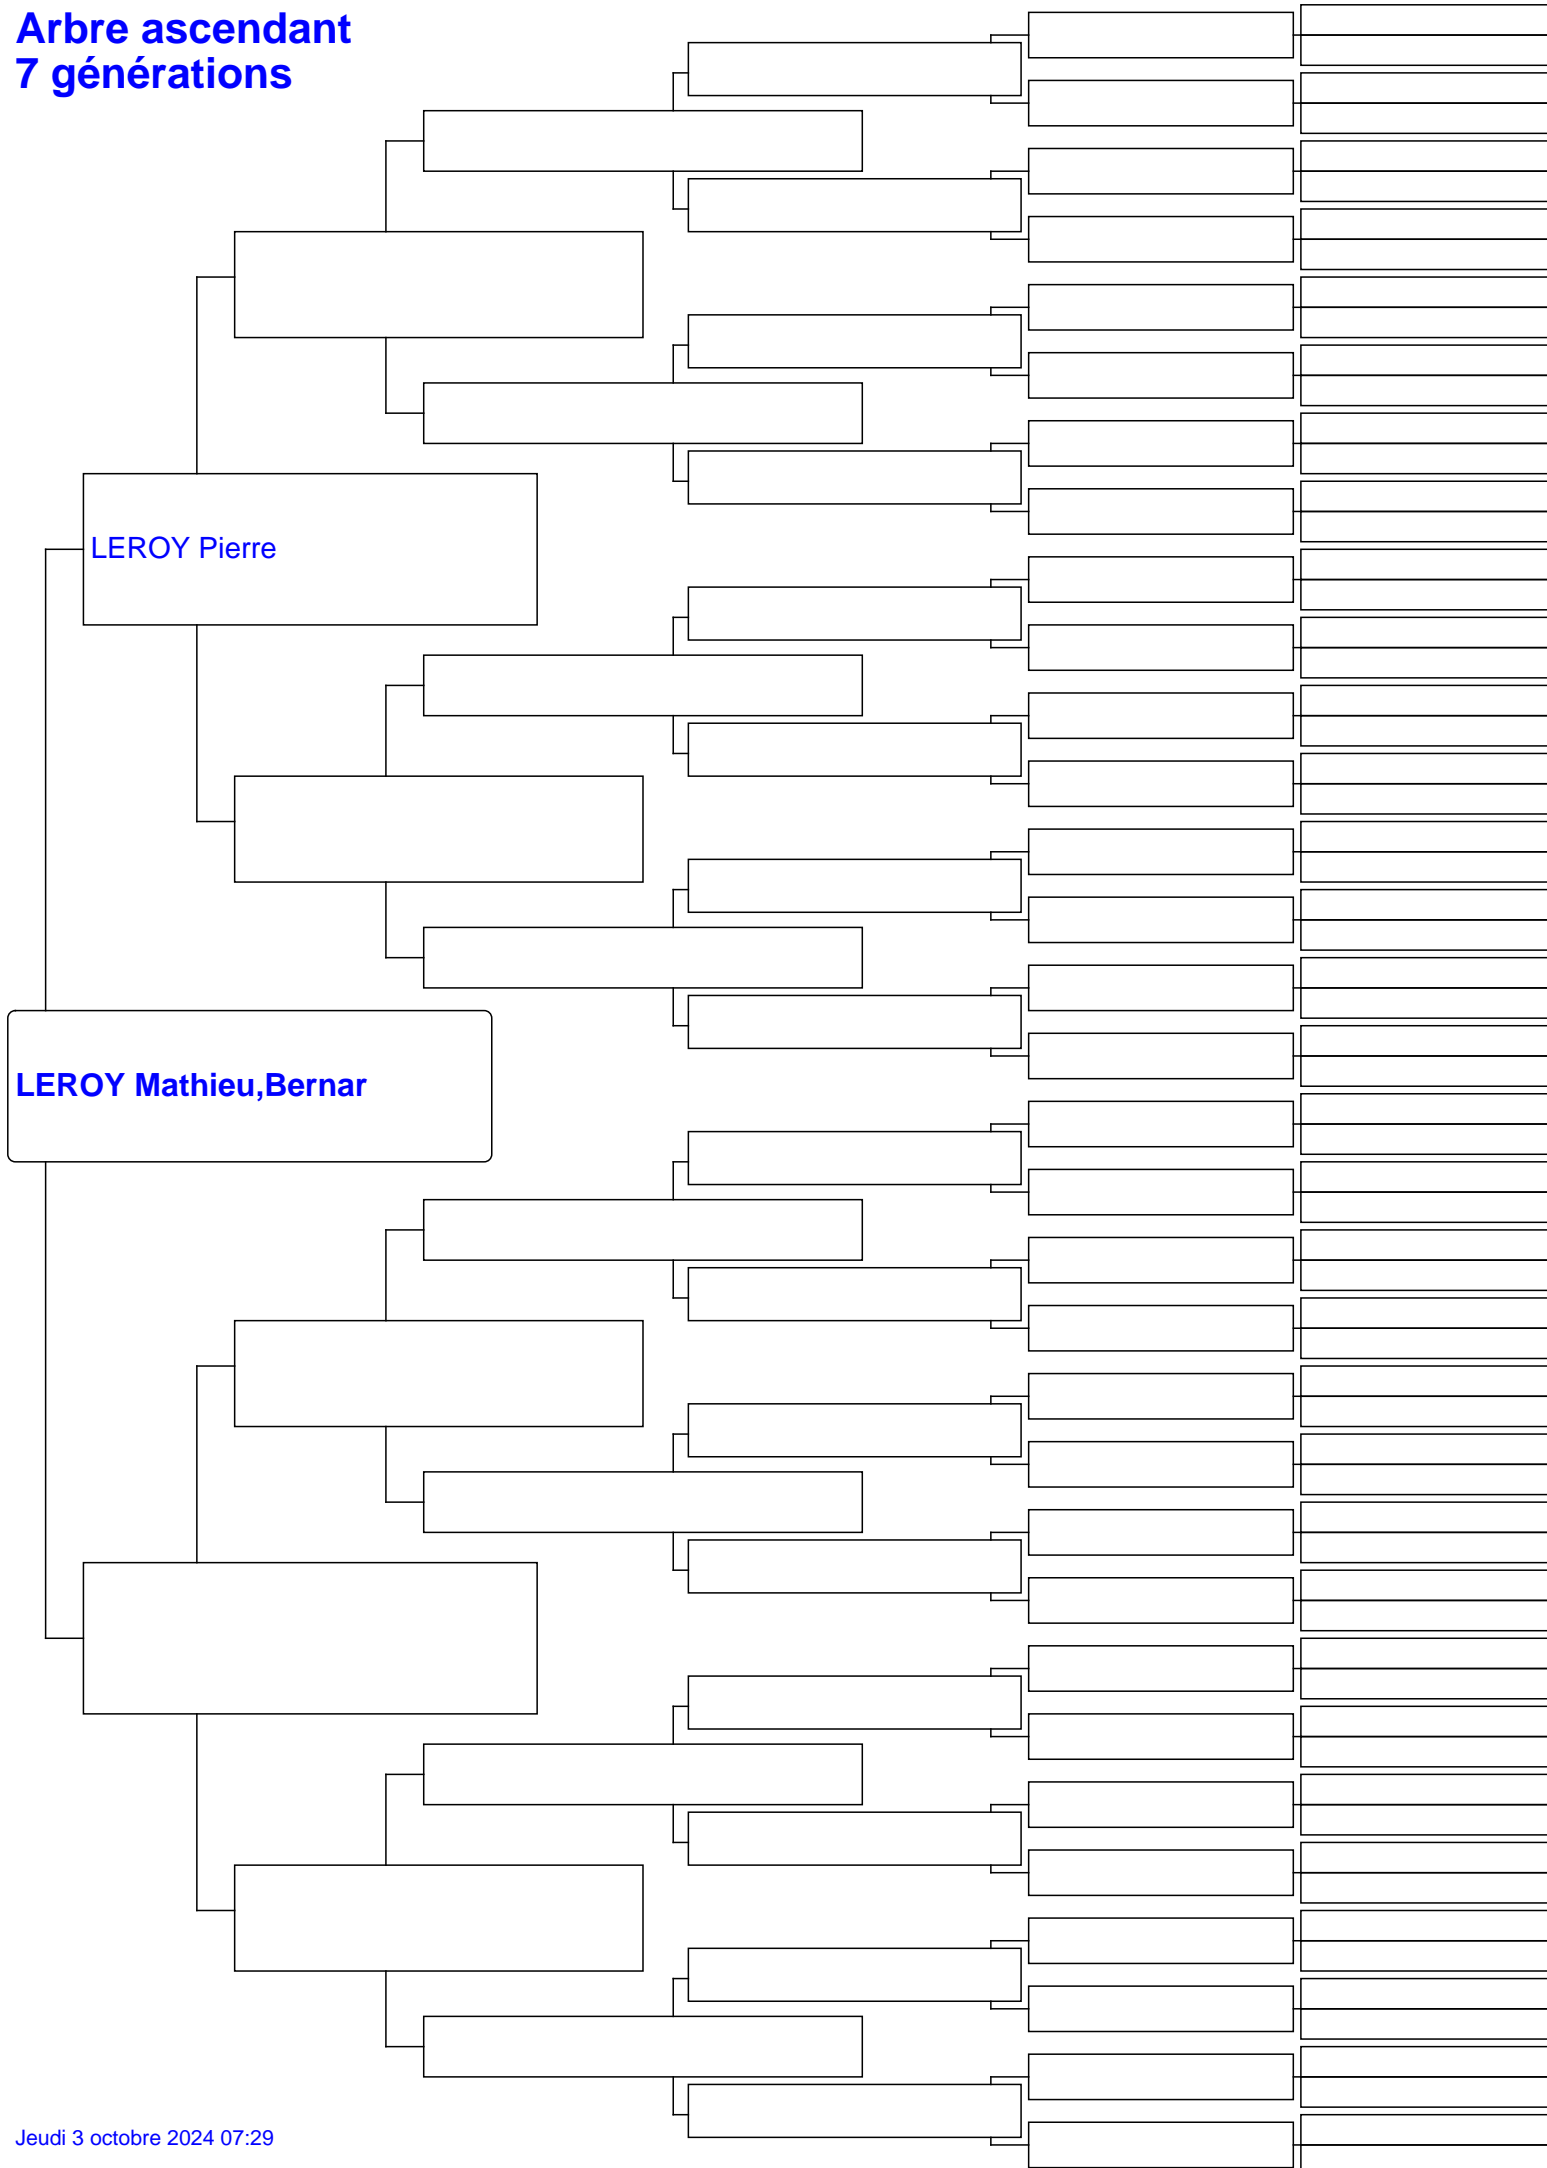 Arbre ascendant
7 générations
LEROY Pierre
LEROY Mathieu,Bernar
Jeudi 3 octobre 2024 07:29